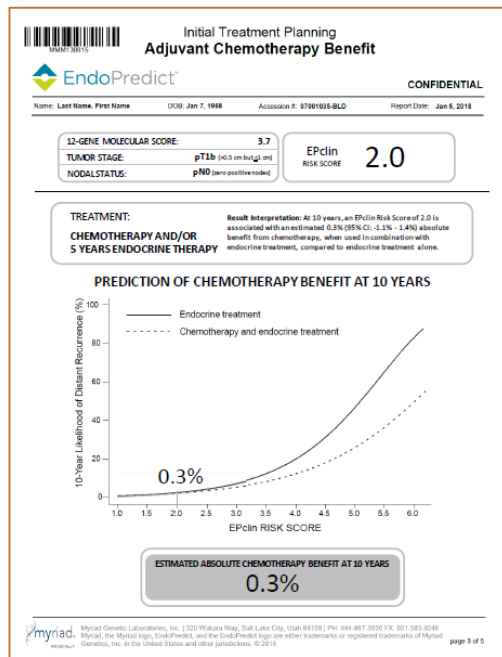 Initial Treatment Planning
Adjuvant Chemotherapy Benefit
MMM130815
EndoPredict
CONFIDENTIAL
Name: Last Name, First Name DOB: Jan 7, 1968 Accession #: 07001035-BLD Report Date: Jan 5, 2018
12-GENE MOLECULAR SCORE: 3.7
TUMOR STAGE: pT1b (>0.5 cm but ≤1 cm)
NODAL STATUS: pN0 (zero positive nodes)
EPclin
RISK SCORE
2.0
TREATMENT:
CHEMOTHERAPY AND/OR
5 YEARS ENDOCRINE THERAPY
Result Interpretation: At 10 years, an EPclin Risk Score of 2.0 is
associated with an estimated 0.3% (95% CI: -1.1% - 1.4%) absolute
benefit from chemotherapy, when used in combination with
endocrine treatment, compared to endocrine treatment alone.
PREDICTION OF CHEMOTHERAPY BENEFIT AT 10 YEARS
10-Year Likelihood of Distant Recurrence (%)
100
80
60
40
20
0
Endocrine treatment
Chemotherapy and endocrine treatment
0.3%
1.0 1.5 2.0 2.5 3.0 3.5 4.0 4.5 5.0 5.5 6.0
EPclin RISK SCORE
ESTIMATED ABSOLUTE CHEMOTHERAPY BENEFIT AT 10 YEARS
0.3%
myriad.
Myriad Genetic Laboratories, Inc. | 320 Wakara Way, Salt Lake City, Utah 84108 | PH:
Myriad, the Myriad logo, EndoPredict, and the EndoPredict logo are either trademarks or registered trademarks of Myriad
Genetics, Inc. in the United States and other jurisdictions. © 2018
page 3 of 5